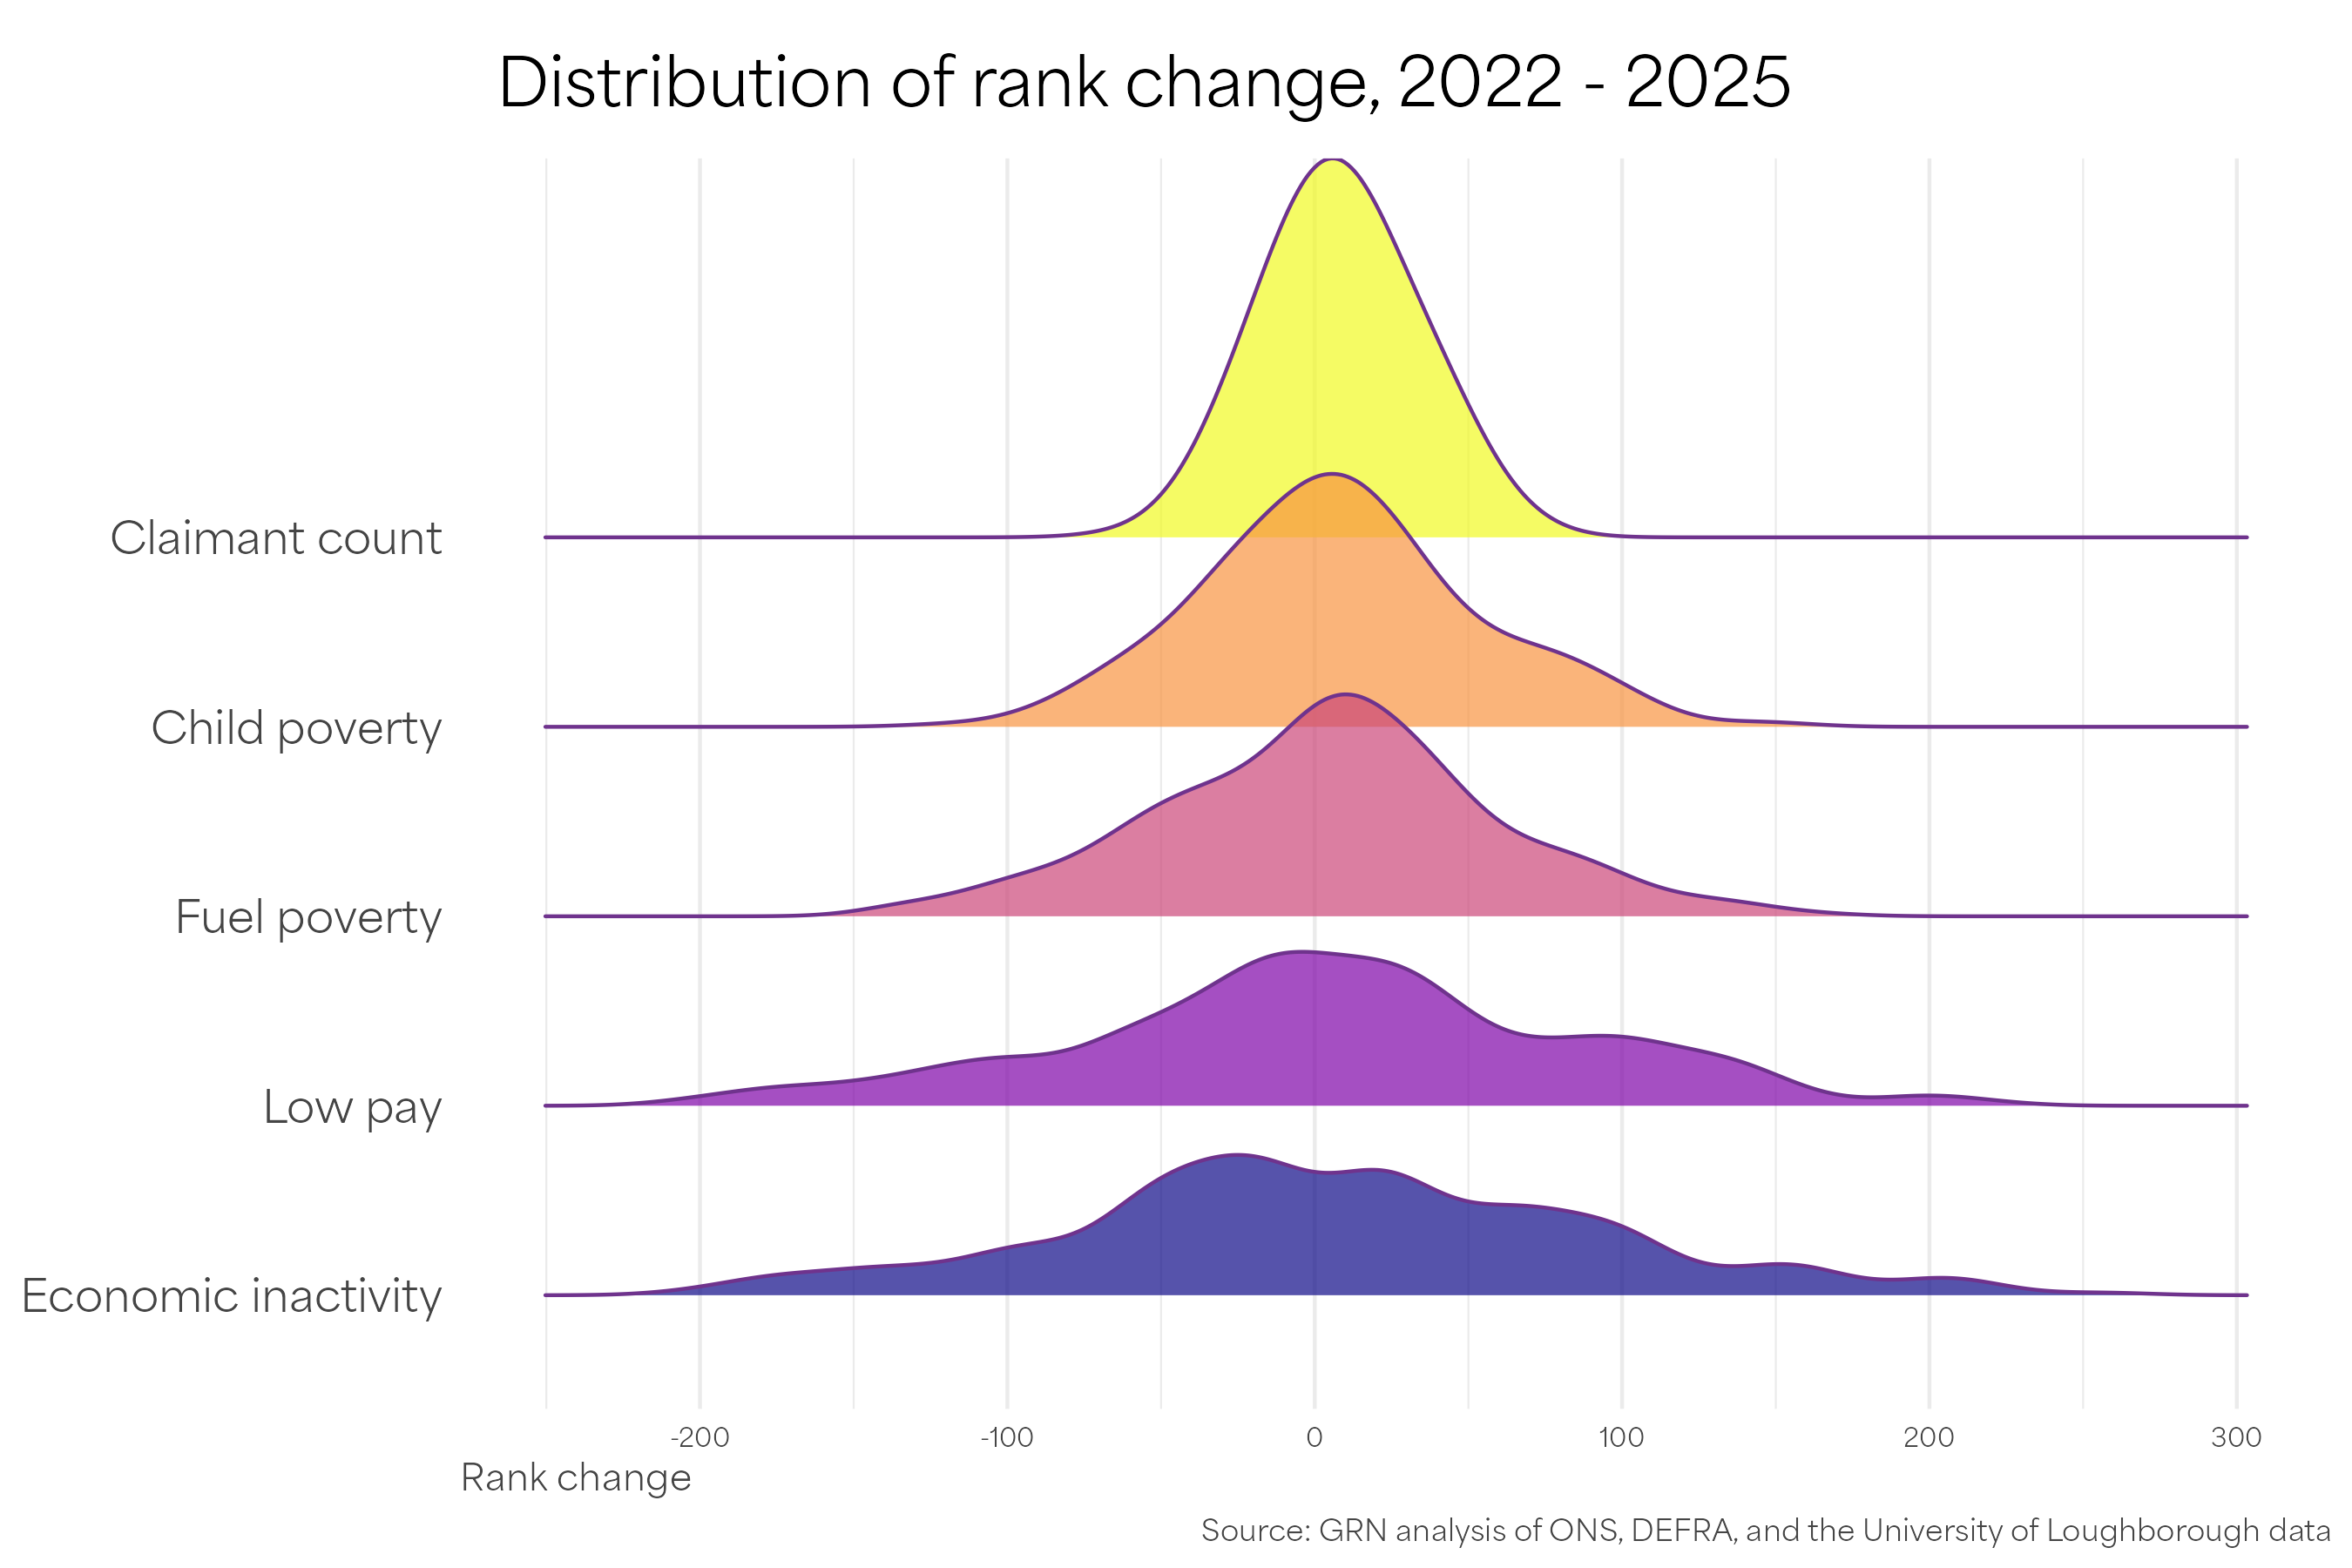 Distribution of rank change, 2022 - 2025
Claimant count
Child poverty
Fuel poverty
Low pay
Economic inactivity
-200 -100 0 100 200 300
Rank change
Source: GRN analysis of ONS, DEFRA, and the University of Loughborough data